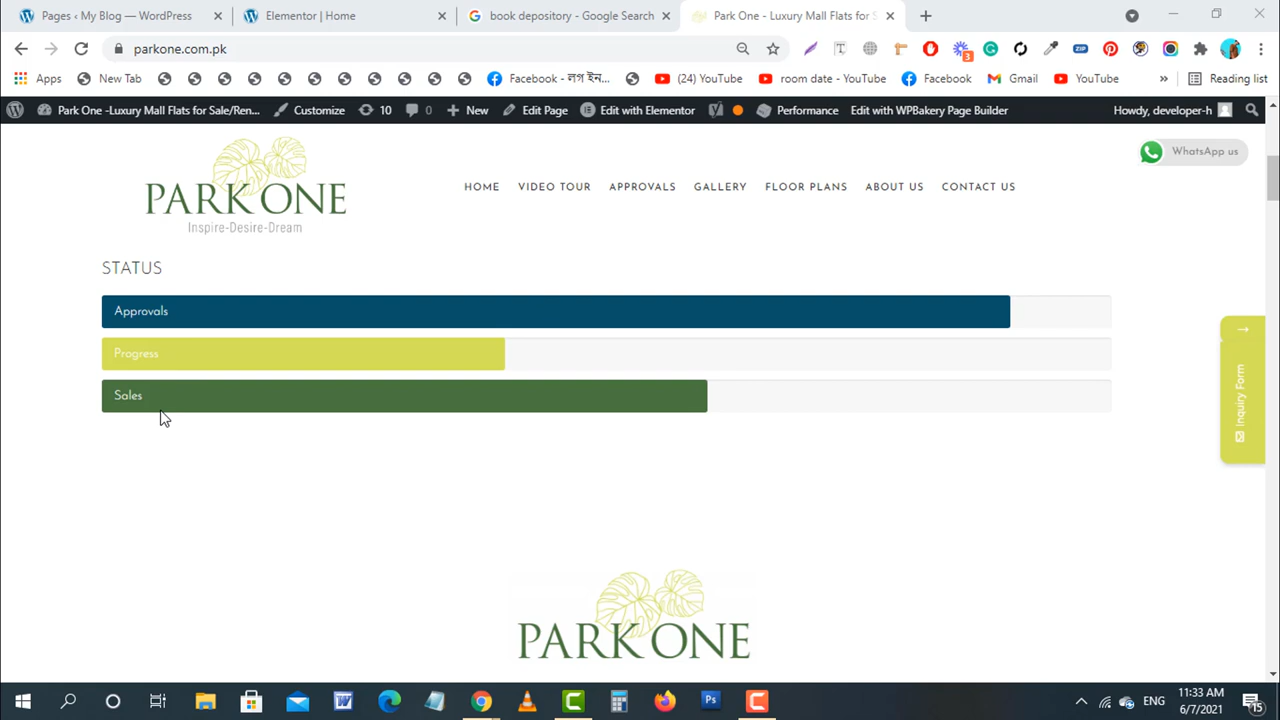 Pages ‹ My Blog — WordPress
Elementor | Home
book depository - Google Search
Park One - Luxury Mall Flats for S
parkone.com.pk
Apps
New Tab
Facebook - লগ ইন...
(24) YouTube
room date - YouTube
Facebook
Gmail
YouTube
»
Reading list
Park One -Luxury Mall Flats for Sale/Ren...
Customize
10
0
New
Edit Page
Edit with Elementor
Performance
Edit with WPBakery Page Builder
Howdy, developer-h
WhatsApp us
PARK ONE
Inspire-Desire-Dream
HOME
VIDEO TOUR
APPROVALS
GALLERY
FLOOR PLANS
ABOUT US
CONTACT US
STATUS
Approvals
Progress
Sales
Inquiry Form
PARK ONE
ENG
11:33 AM
6/7/2021
15